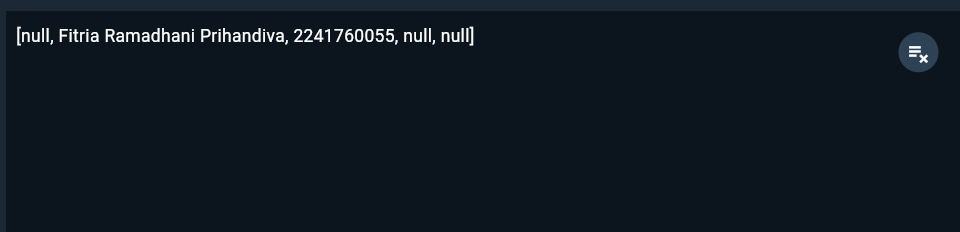 [null, Fitria Ramadhani Prihandiva, 2241760055, null, null]